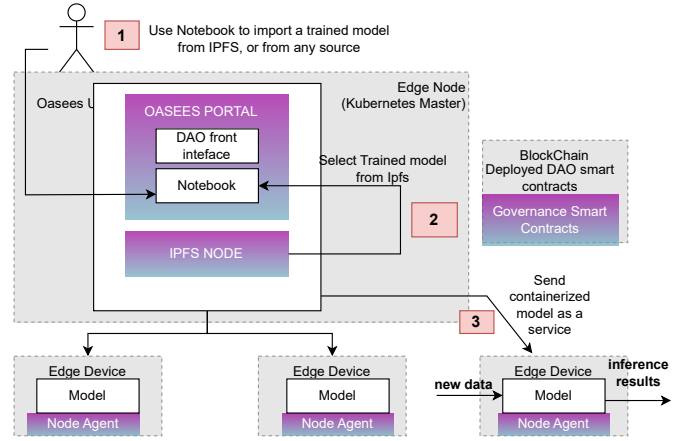 1
Use Notebook to import a trained model
from IPFS, or from any source
Oasees U
Edge Node
(Kubernetes Master)
OASEES PORTAL
DAO front
inteface
Notebook
Select Trained model
from Ipfs
2
IPFS NODE
BlockChain
Deployed DAO smart
contracts
Governance Smart
Contracts
Send
containerized
model as a
service
3
Edge Device
Model
Node Agent
Edge Device
Model
Node Agent
new data
Edge Device
Model
Node Agent
inference
results